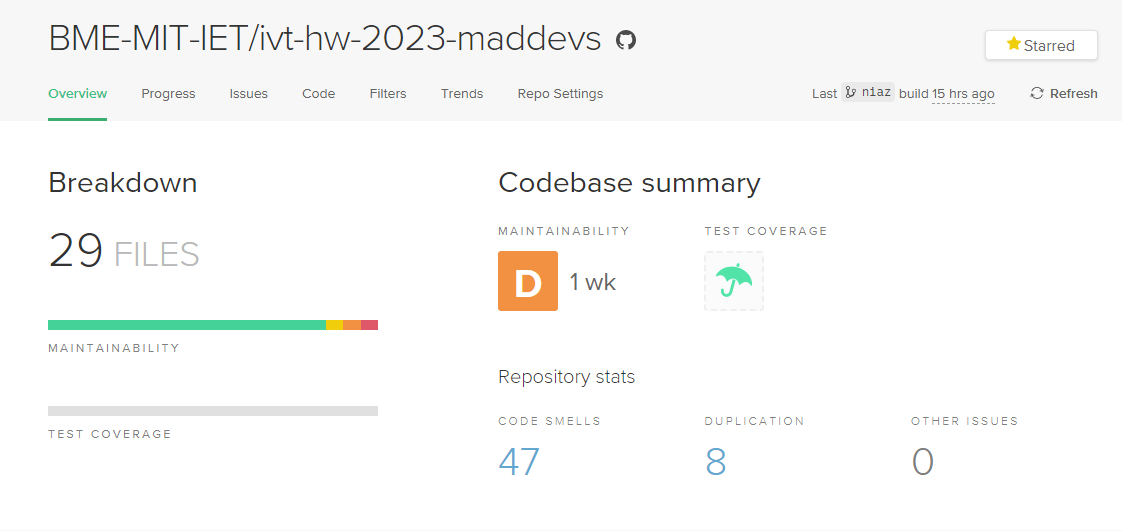 BME-MIT-IET/ivt-hw-2023-maddevs
Starred
Overview Progress Issues Code Filters Trends Repo Settings Last niaz build 15 hrs ago Refresh
Breakdown
29 FILES
MAINTAINABILITY
TEST COVERAGE
Codebase summary
MAINTAINABILITY TEST COVERAGE
D 1 wk
Repository stats
CODE SMELLS DUPLICATION OTHER ISSUES
47 8 0